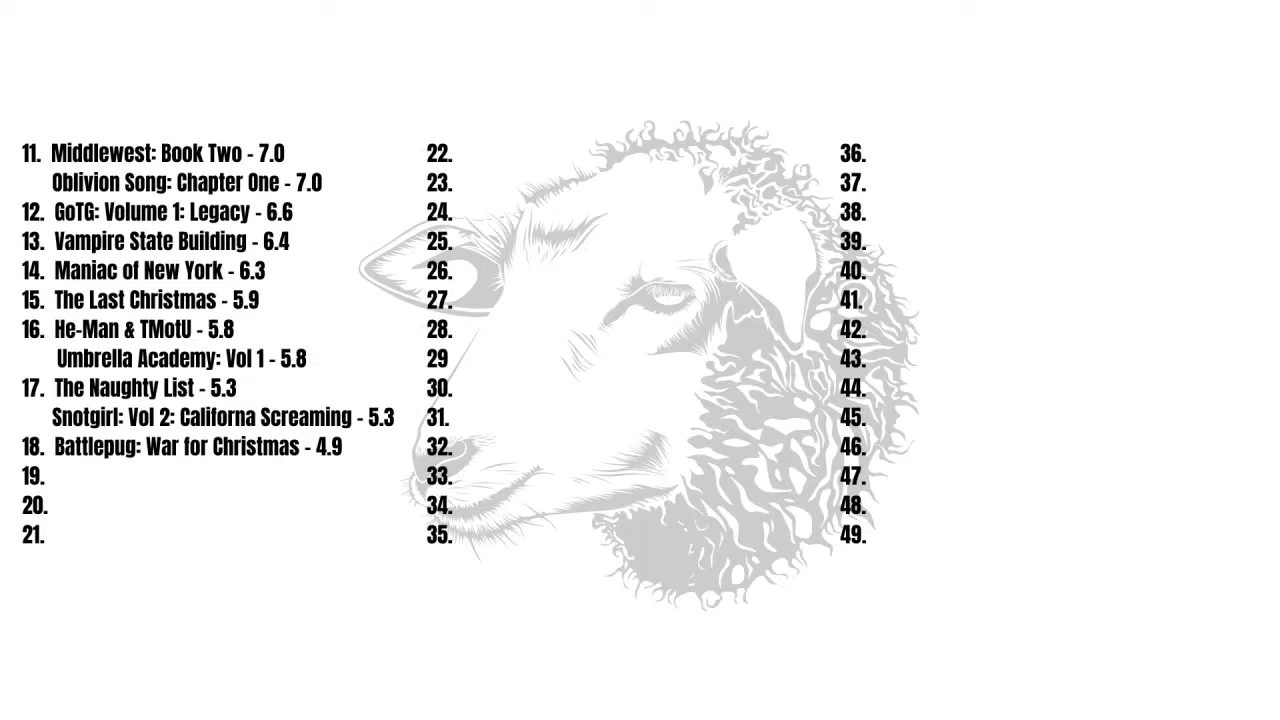 11. Middlewest: Book Two - 7.0
Oblivion Song: Chapter One - 7.0
12. GoTG: Volume 1: Legacy - 6.6
13. Vampire State Building - 6.4
14. Maniac of New York - 6.3
15. The Last Christmas - 5.9
16. He-Man & TMotU - 5.8
Umbrella Academy: Vol 1 - 5.8
17. The Naughty List - 5.3
Snotgirl: Vol 2: Californa Screaming - 5.3
18. Battlepug: War for Christmas - 4.9
19.
20.
21.
22.
23.
24.
25.
26.
27.
28.
29
30.
31.
32.
33.
34.
35.
36.
37.
38.
39.
40.
41.
42.
43.
44.
45.
46.
47.
48.
49.